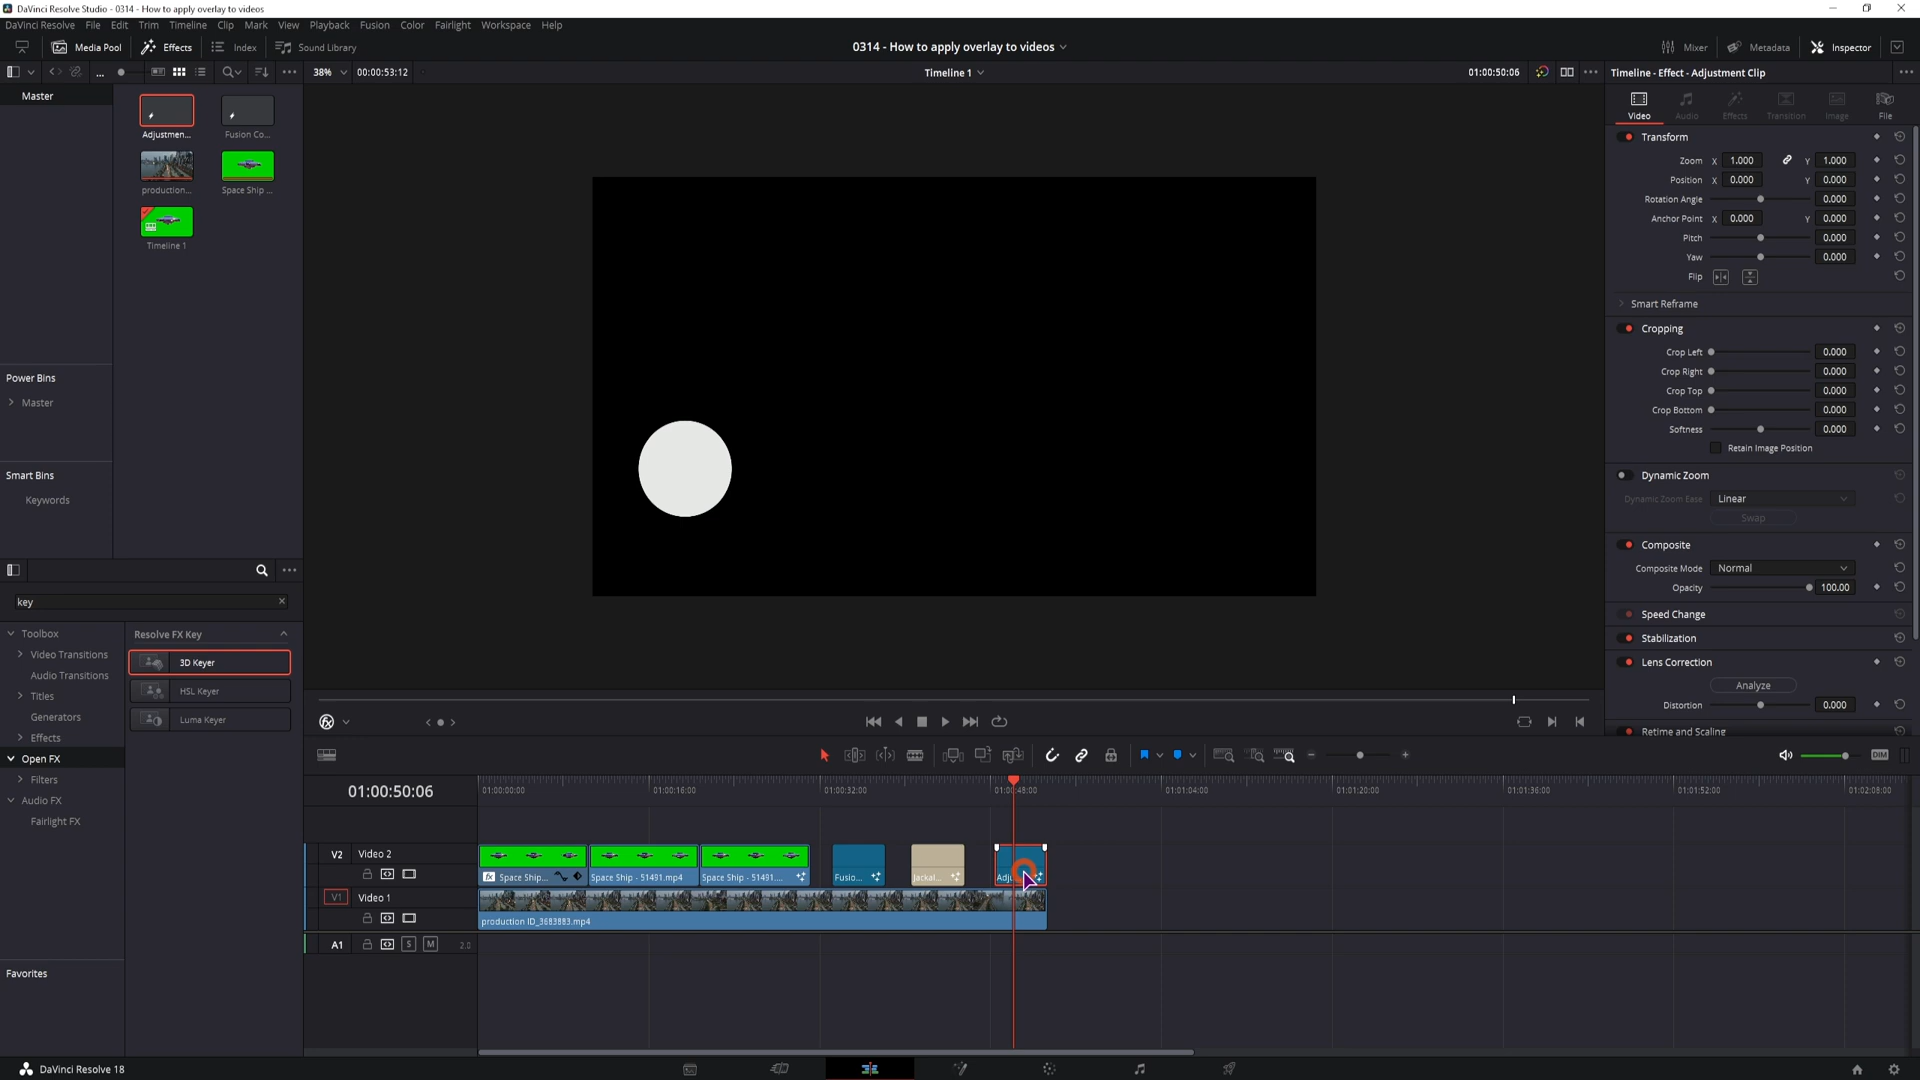 DaVinci Resolve Studio - 0314 - How to apply overlay to videos
DaVinci Resolve File Edit Trim Timeline Clip Mark View Playback Fusion Color Fairlight Workspace Help
Media Pool Effects Index Sound Library 0314 - How to apply overlay to videos Mixer Metadata Inspector
38% 00:00:53:12 Timeline 1 01:00:50:06 Timeline - Effect - Adjustment Clip
Master
Adjustmen... Fusion Co...
production... Space Ship ...
Timeline 1
Power Bins
Master
Smart Bins
Keywords
Video Audio Effects Transition Image File
Transform
Zoom X 1.000 Y 1.000
Position X 0.000 Y 0.000
Rotation Angle 0.000
Anchor Point X 0.000 Y 0.000
Pitch 0.000
Yaw 0.000
Flip
Smart Reframe
Cropping
Crop Left 0.000
Crop Right 0.000
Crop Top 0.000
Crop Bottom 0.000
Softness 0.000
Retain Image Position
Dynamic Zoom
Dynamic Zoom Ease Linear
Swap
Composite
Composite Mode Normal
Opacity 100.00
Speed Change
Stabilization
Lens Correction
Analyze
Distortion 0.000
Retime and Scaling
key
Toolbox
Video Transitions
Audio Transitions
Titles
Generators
Effects
Open FX
Filters
Audio FX
Fairlight FX
Favorites
Resolve FX Key
3D Keyer
HSL Keyer
Luma Keyer
DIM
01:00:50:06 01:00:00:00 01:00:16:00 01:00:32:00 01:00:48:00 01:01:04:00 01:01:20:00 01:01:36:00 01:01:52:00 01:02:08:00
V2 Video 2
fx Space Ship... Space Ship - 51491.mp4 Space Ship - 51491.... Fusio... Jackal...
V1 Video 1
production ID_3683883.mp4
A1 S M 2.0
DaVinci Resolve 18